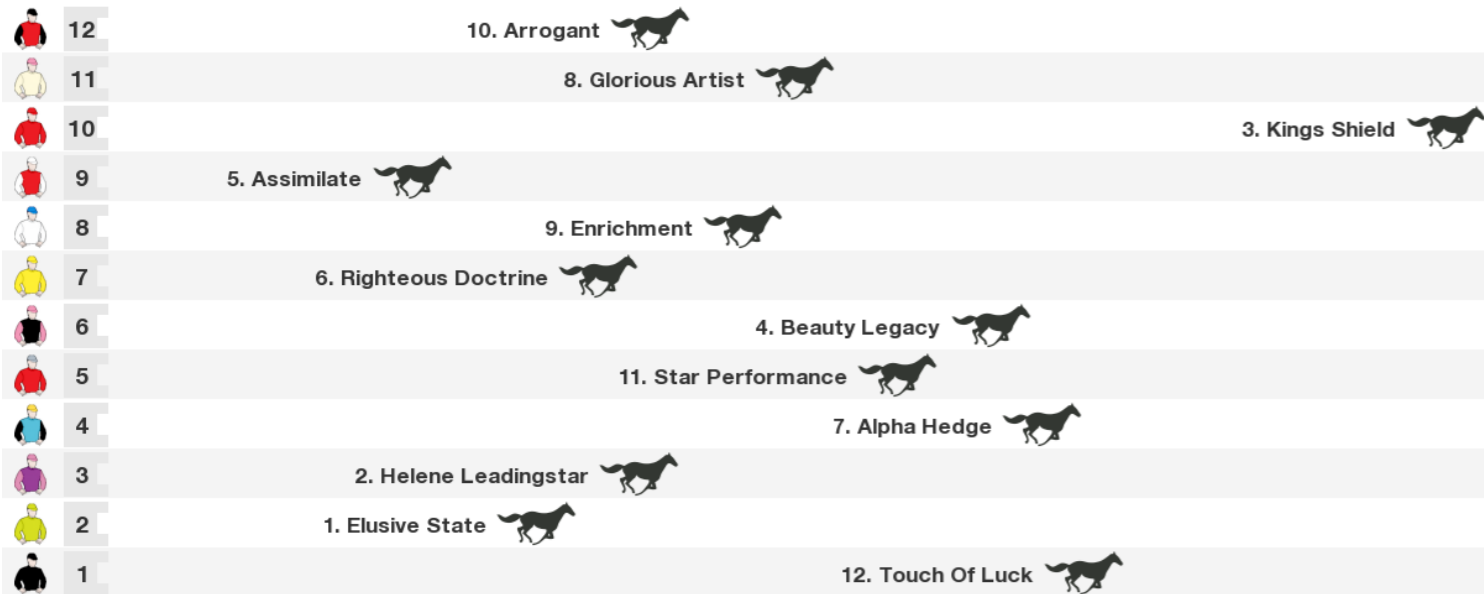 12 10. Arrogant
11 8. Glorious Artist
10 3. Kings Shield
9 5. Assimilate
8 9. Enrichment
7 6. Righteous Doctrine
6 4. Beauty Legacy
5 11. Star Performance
4 7. Alpha Hedge
3 2. Helene Leadingstar
2 1. Elusive State
1 12. Touch Of Luck